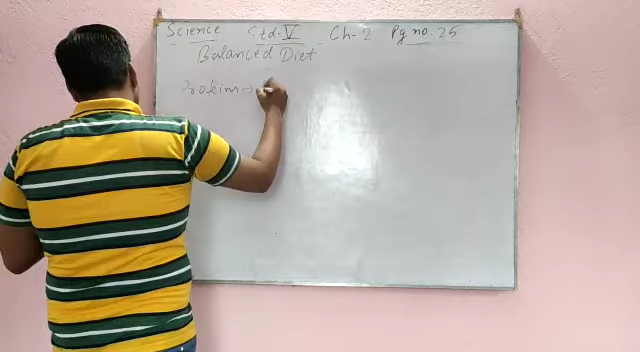 Science Std-V Ch-2 Pg no. 25
Balanced Diet
Protein →